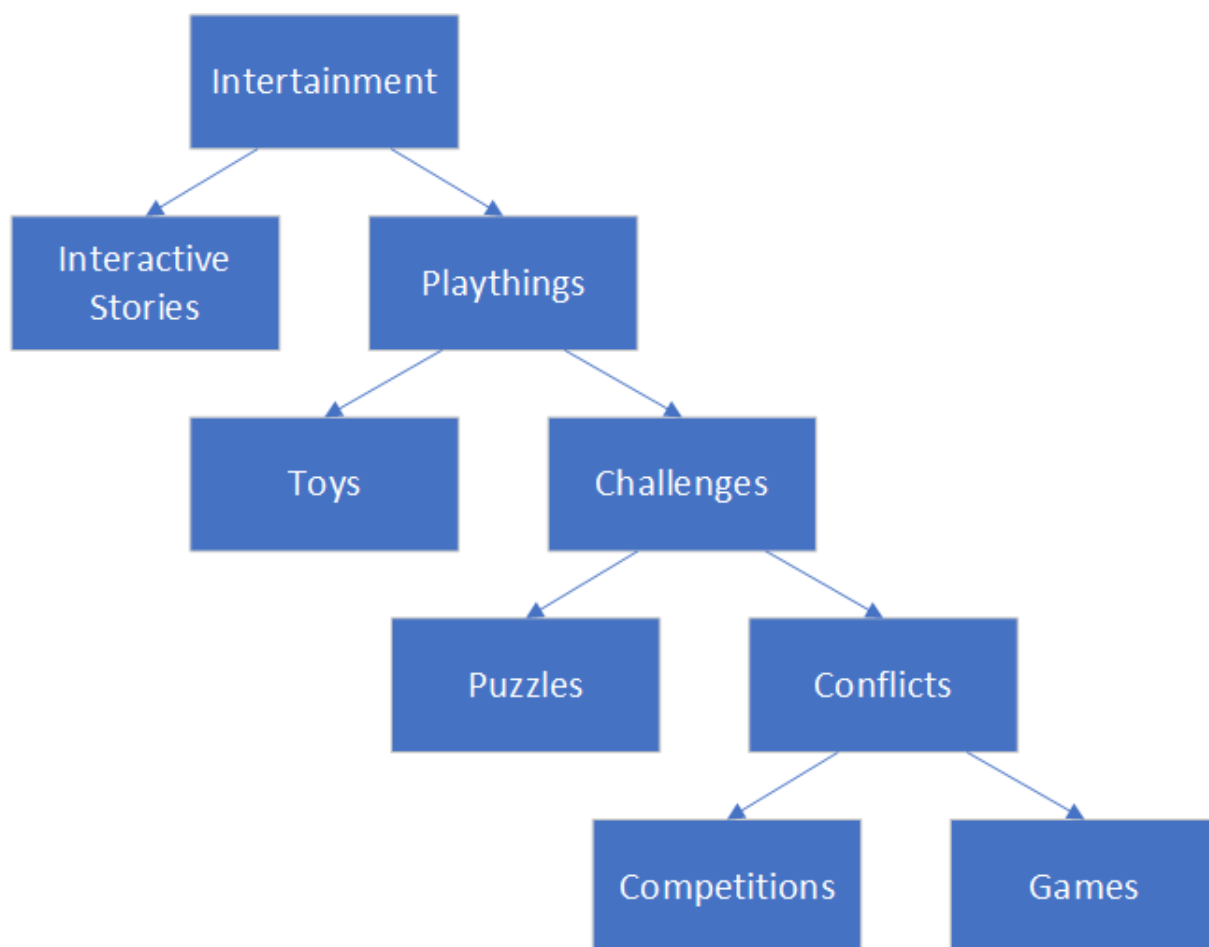 Intertainment
Interactive
Stories
Playthings
Toys
Challenges
Puzzles
Conflicts
Competitions
Games